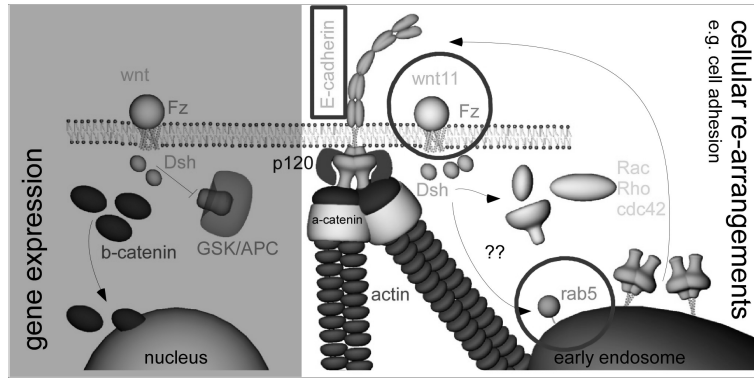 gene expression
wnt
Fz
Dsh
b-catenin
GSK/APC
nucleus
E-cadherin
p120
a-catenin
actin
wnt11
Fz
Dsh
??
Rac
Rho
cdc42
rab5
early endosome
cellular re-arrangements
e.g. cell adhesion